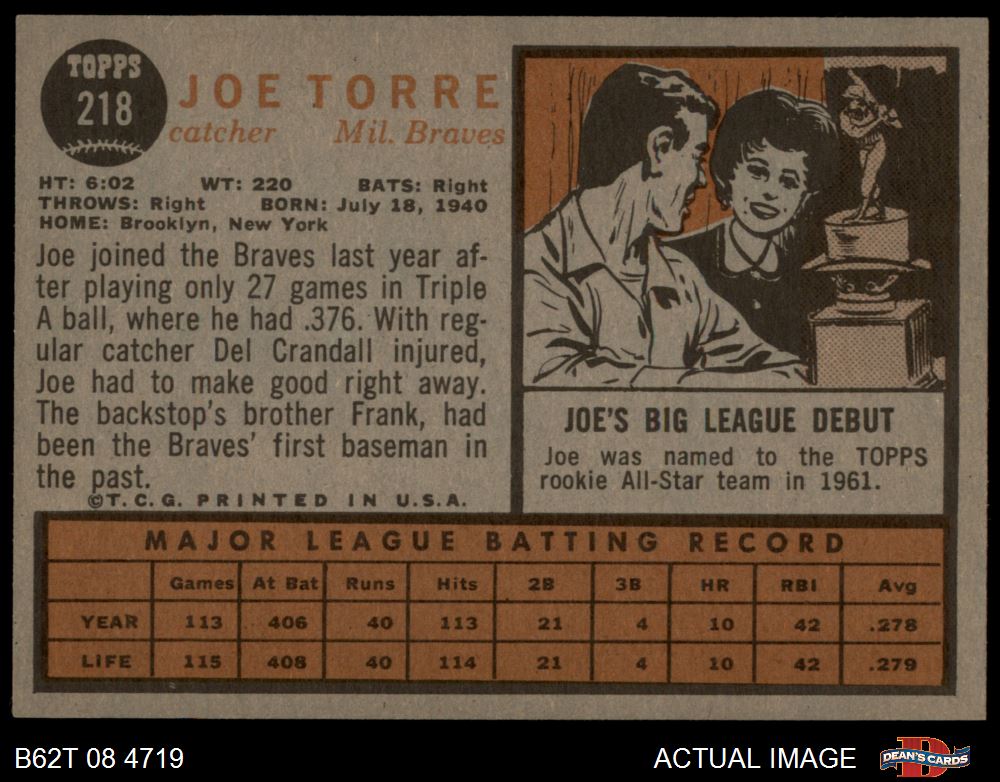 TOPPS
218
JOE TORRE
catcher Mil. Braves
HT: 6:02 WT: 220 BATS: Right
THROWS: Right BORN: July 18, 1940
HOME: Brooklyn, New York
Joe joined the Braves last year af-
ter playing only 27 games in Triple
A ball, where he had .376. With reg-
ular catcher Del Crandall injured,
Joe had to make good right away.
The backstop's brother Frank, had
been the Braves' first baseman in
the past.
©T.C.G. PRINTED IN U.S.A.
JOE'S BIG LEAGUE DEBUT
Joe was named to the TOPPS
rookie All-Star team in 1961.
MAJOR LEAGUE BATTING RECORD
Games At Bat Runs Hits 2B 3B HR RBI Avg
YEAR 113 406 40 113 21 4 10 42 .278
LIFE 115 408 40 114 21 4 10 42 .279
B62T 08 4719 ACTUAL IMAGE DEAN'S CARDS